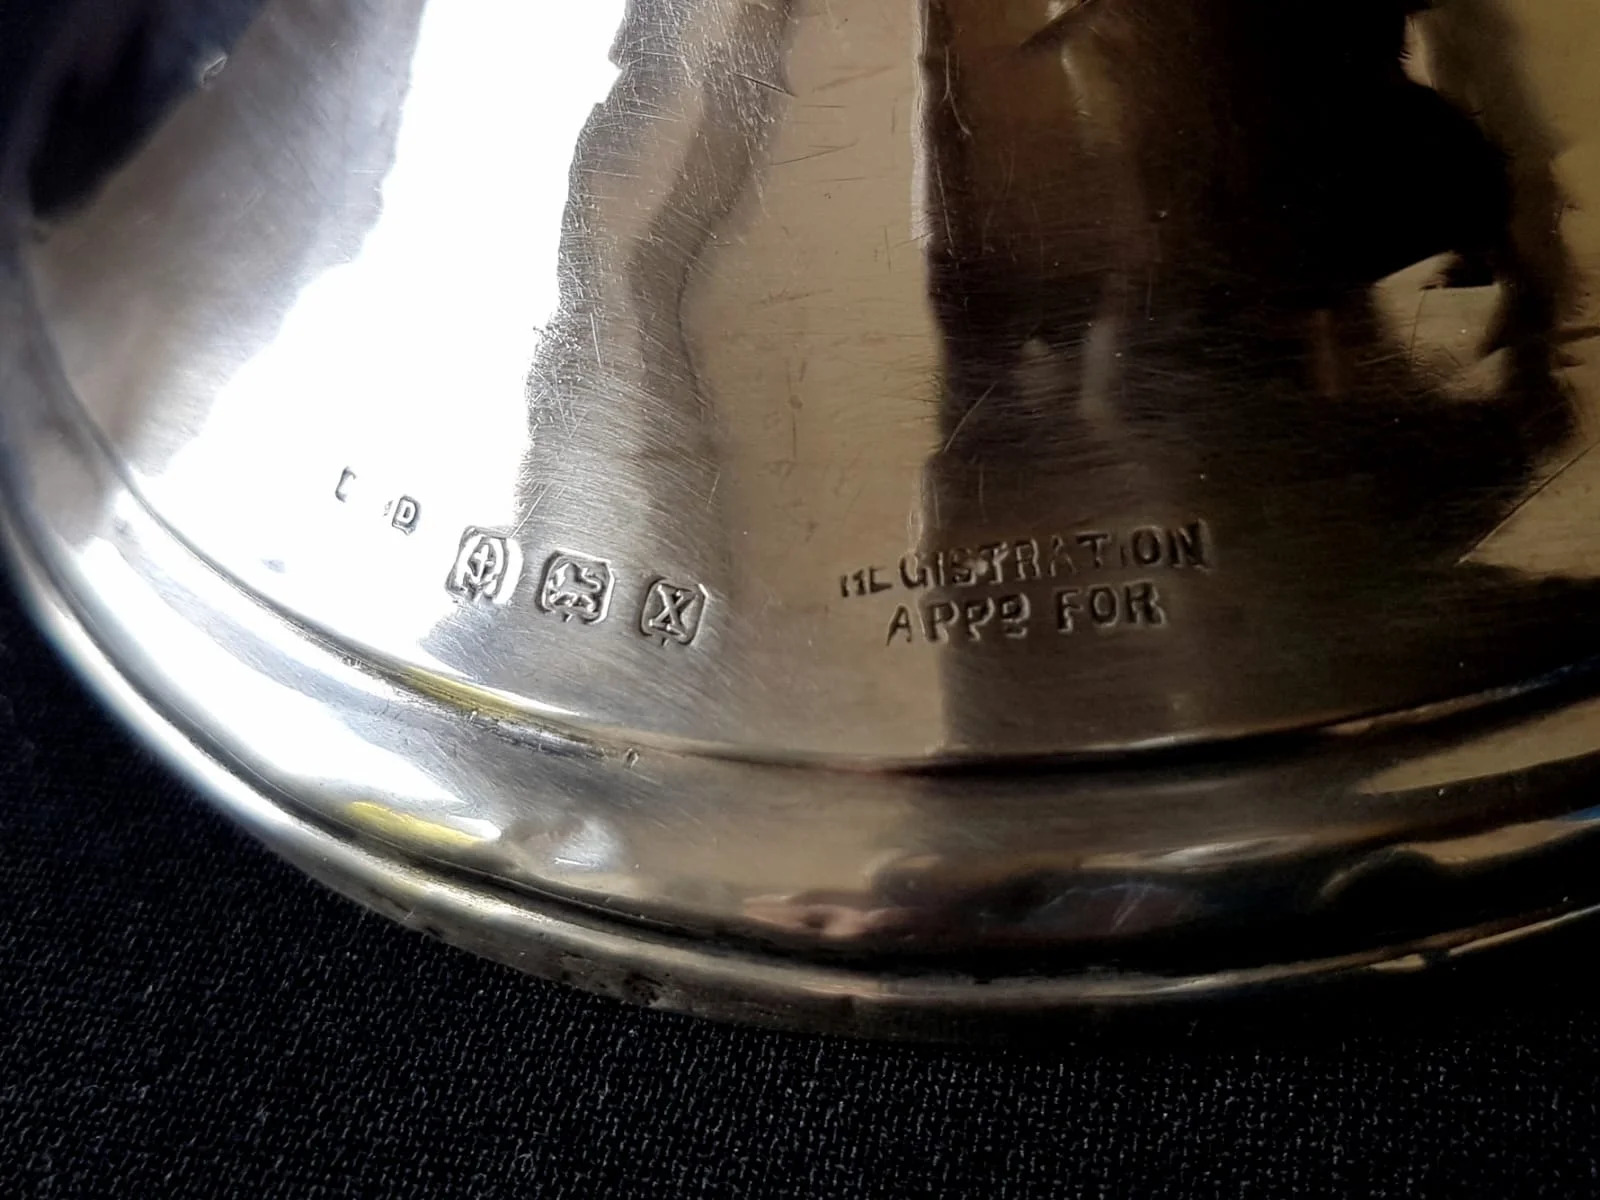 X
REGISTRATION
APPD FOR